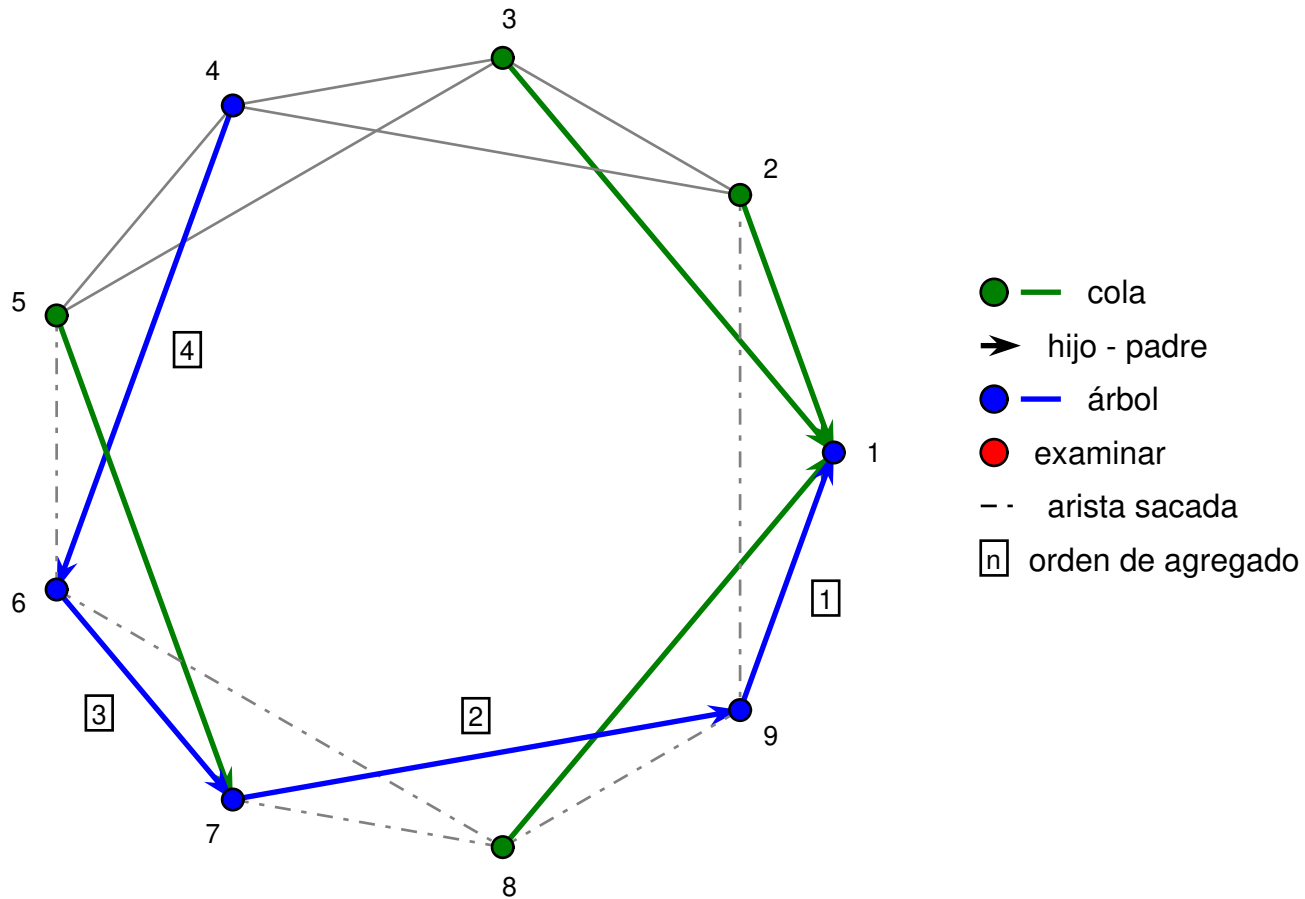 3
4
2
5
4
1
6
1
3
2
9
7
8
cola
hijo - padre
árbol
examinar
arista sacada
n orden de agregado